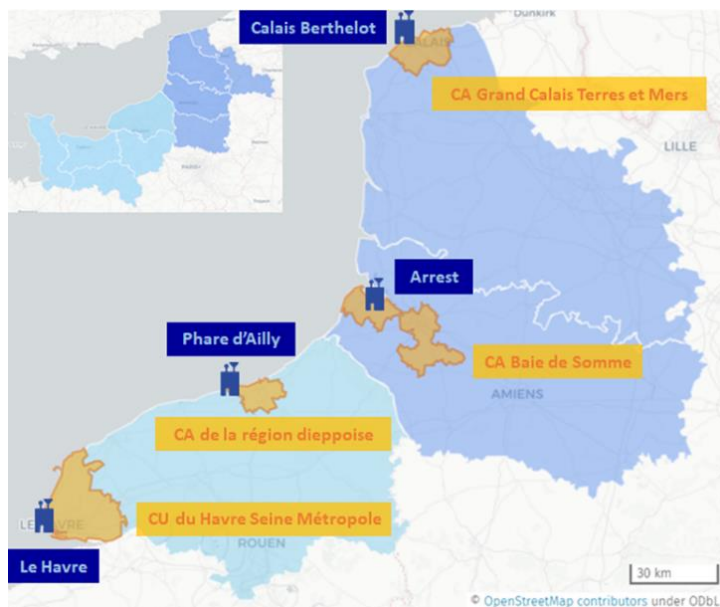 Calais Berthelot
Dunkirk
CALAIS
CA Grand Calais Terres et Mers
LILLE
Arrest
Phare d’Ailly
CA Baie de Somme
AMIENS
CA de la région dieppoise
CU du Havre Seine Métropole
ROUEN
Le Havre
30 km
© OpenStreetMap contributors under ODbL